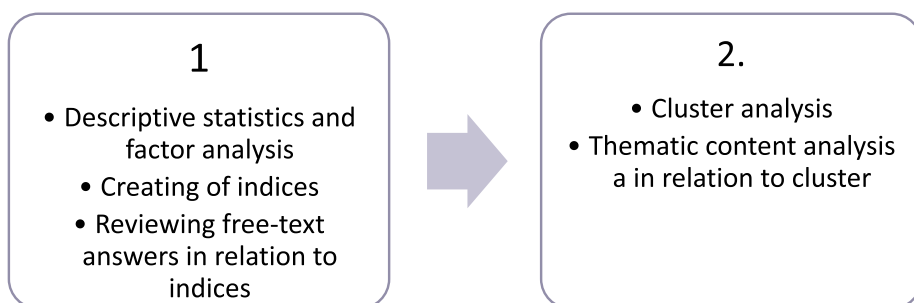 1
• Descriptive statistics and
factor analysis
• Creating of indices
• Reviewing free-text
answers in relation to
indices
2.
• Cluster analysis
• Thematic content analysis
a in relation to cluster